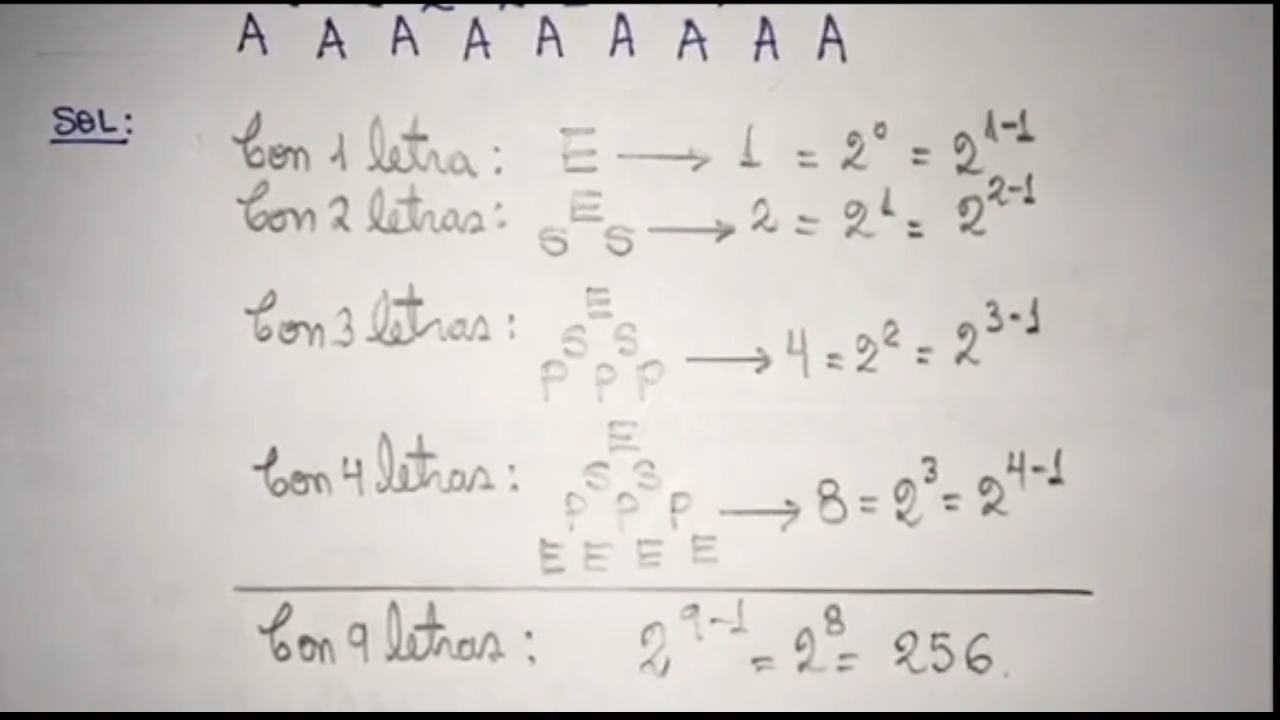 A A A A A A A A A
SOL:
Con 1 letra: E → 1 = 2⁰ = 2¹⁻¹
Con 2 letras: E → 2 = 2¹ = 2²⁻¹
S S
E
Con 3 letras: S S → 4 = 2² = 2³⁻¹
P P P
E
Con 4 letras: S S → 8 = 2³ = 2⁴⁻¹
P P P
E E E E
Con 9 letras: 2⁹⁻¹ = 2⁸ = 256.